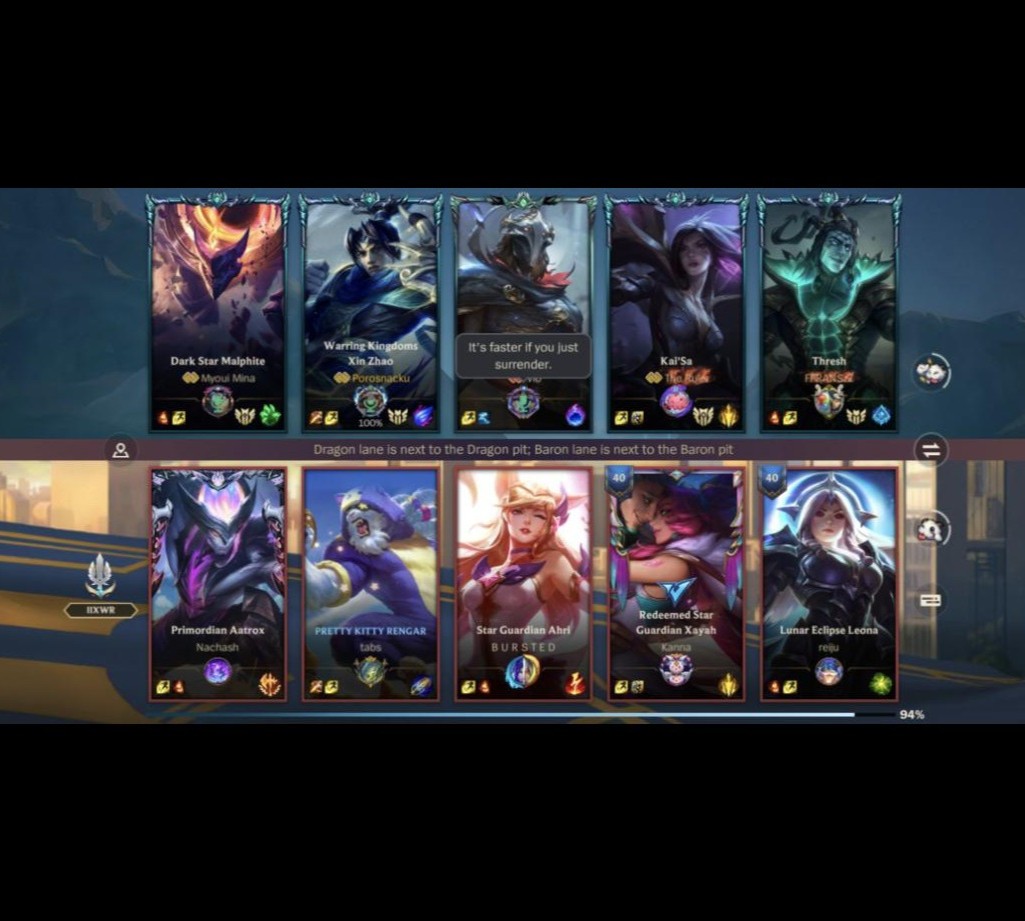 Dark Star Malphite
Myoui Mina
Warring Kingdoms
Xin Zhao
Porosnacku
100%
It's faster if you just
surrender.
Kai'Sa
Thresh
Dragon lane is next to the Dragon pit; Baron lane is next to the Baron pit
IIXWR
Primordian Aatrox
Nachash
PRETTY KITTY RENGAR
tabs
Star Guardian Ahri
BURSTED
40
Redeemed Star
Guardian Xayah
Kanna
40
Lunar Eclipse Leona
reiju
94%